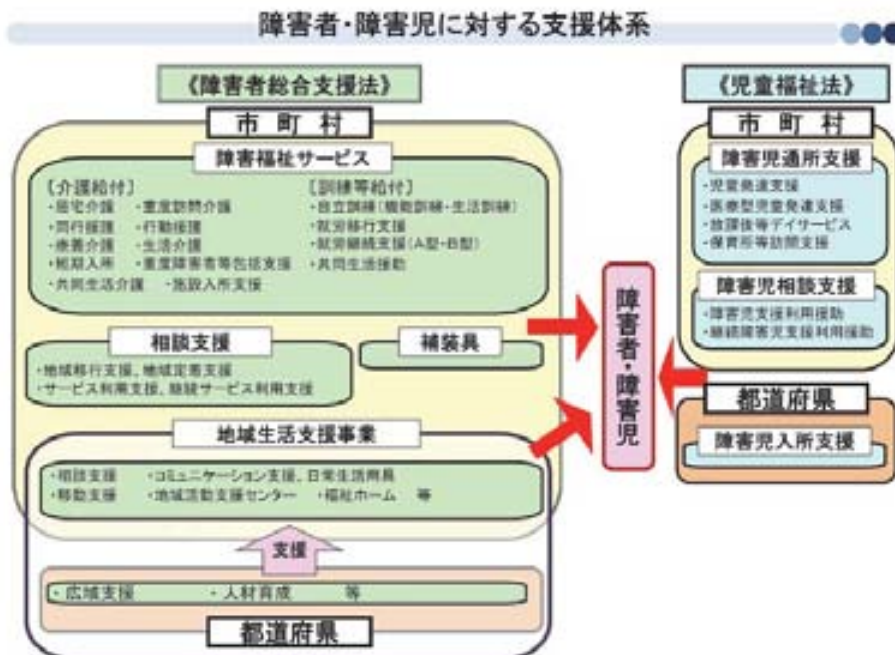 障害者・障害児に対する支援体系
《障害者総合支援法》
市町村
障害福祉サービス
〔介護給付〕
・居宅介護 ・重度訪問介護
・同行援護 ・行動援護
・療養介護 ・生活介護
・短期入所 ・重度障害者等包括支援
・共同生活介護 ・施設入所支援
〔訓練等給付〕
・自立訓練(機能訓練・生活訓練)
・就労移行支援
・就労継続支援(A型・B型)
・共同生活援助
相談支援
・地域移行支援、地域定着支援
・サービス利用支援、継続サービス利用支援
補装具
地域生活支援事業
・相談支援 ・コミュニケーション支援、日常生活用具
・移動支援 ・地域活動支援センター ・福祉ホーム 等
支援
・広域支援 ・人材育成 等
都道府県
障害者・障害児
《児童福祉法》
市町村
障害児通所支援
・児童発達支援
・医療型児童発達支援
・放課後等デイサービス
・保育所等訪問支援
障害児相談支援
・障害児支援利用援助
・継続障害児支援利用援助
都道府県
障害児入所支援